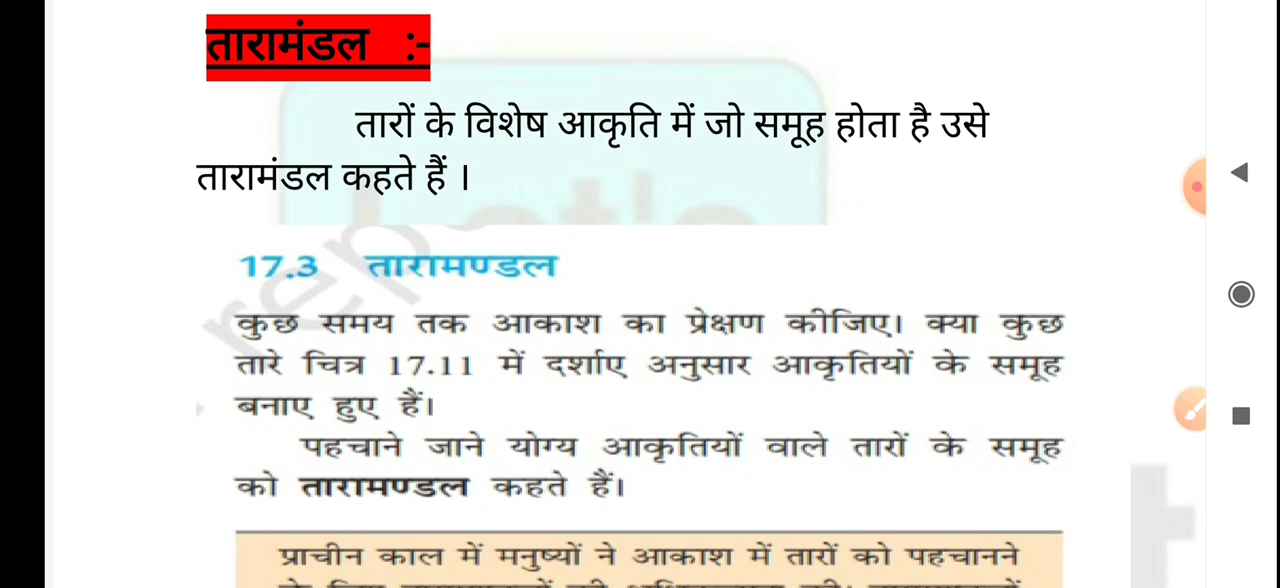 तारामंडल :-
तारों के विशेष आकृति में जो समूह होता है उसे
तारामंडल कहते हैं ।
17.3 तारामण्डल
कुछ समय तक आकाश का प्रेक्षण कीजिए। क्या कुछ
तारे चित्र 17.11 में दर्शाए अनुसार आकृतियों के समूह
बनाए हुए हैं।
पहचाने जाने योग्य आकृतियों वाले तारों के समूह
को तारामण्डल कहते हैं।
प्राचीन काल में मनुष्यों ने आकाश में तारों को पहचानने